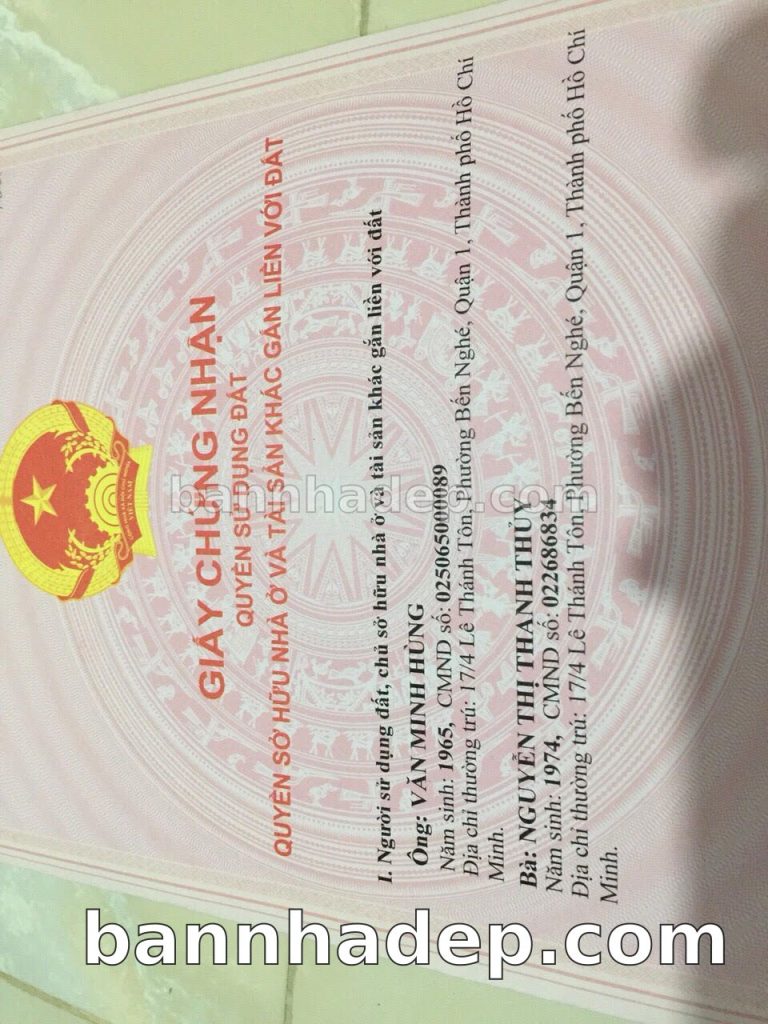 GIẤY CHỨNG NHẬN
QUYỀN SỬ DỤNG ĐẤT
QUYỀN SỞ HỮU NHÀ Ở VÀ TÀI SẢN KHÁC GẮN LIỀN VỚI ĐẤT
I. Người sử dụng đất, chủ sở hữu nhà ở và tài sản khác gắn liền với đất
Ông: VĂN MINH HÙNG
Năm sinh: 1965, CMND số: 025065000089
Địa chỉ thường trú: 17/4 Lê Thánh Tôn, Phường Bến Nghé, Quận 1, Thành phố Hồ Chí
Minh.
Bà: NGUYỄN THỊ THANH THỦY
Năm sinh: 1974, CMND số: 022686834
Địa chỉ thường trú: 17/4 Lê Thánh Tôn, Phường Bến Nghé, Quận 1, Thành phố Hồ Chí
Minh.
VIỆT NAM
bannhadep.com
bannhadep.com